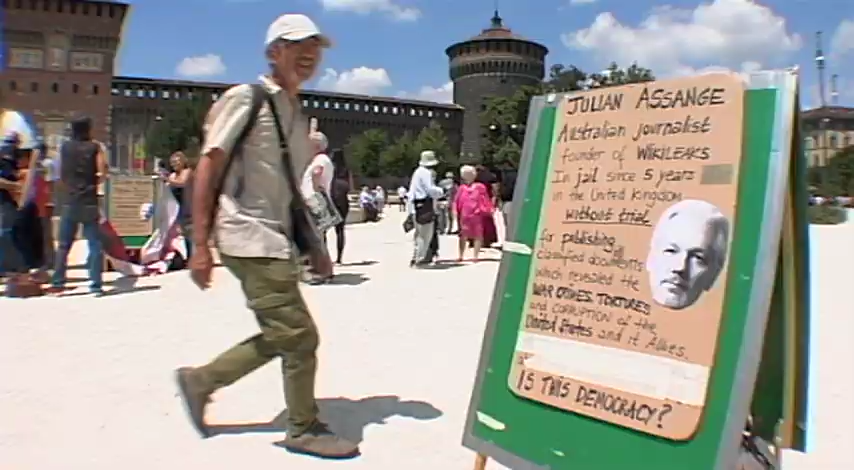 JULIAN ASSANGE
Australian journalist
founder of WIKILEAKS
In jail since 5 years
in the United Kingdom
without trial
for publishing
classified documents
which revealed the
WAR CRIMES, TORTURES
and CORRUPTION of the
United States and it Allies.
IS THIS DEMOCRACY?